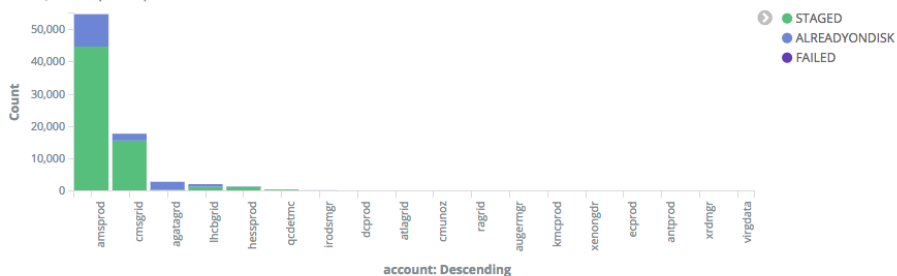 50,000
40,000
30,000
20,000
10,000
0
Count
amsprod
cmsgrid
agatagrd
lhcbgrid
hessprod
qcdetmc
irodsmgr
dcprod
atlagrid
cmunoz
ragrid
augermgr
kmcprod
xenongdr
ecprod
antprod
xrdmgr
virgdata
account: Descending
STAGED
ALREADYONDISK
FAILED